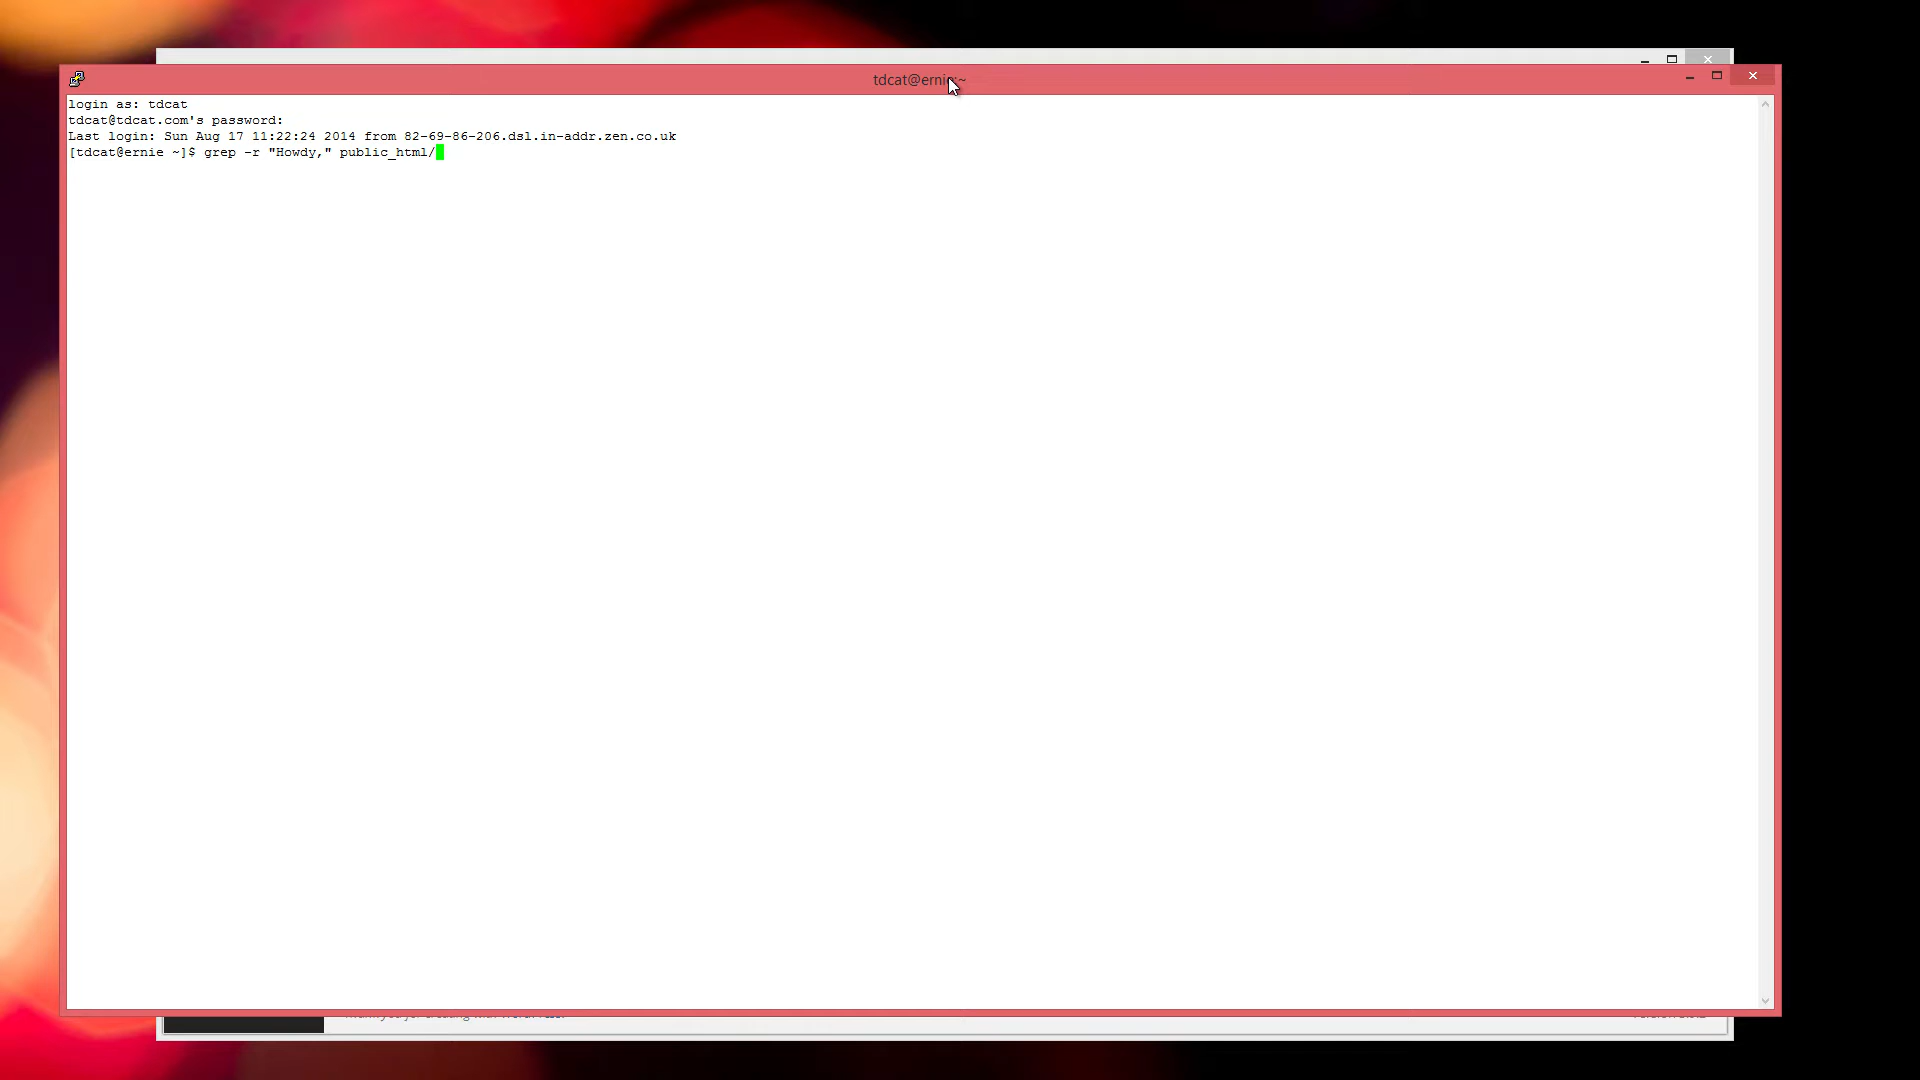 tdcat@ernie:~
login as: tdcat
tdcat@tdcat.com's password:
Last login: Sun Aug 17 11:22:24 2014 from 82-69-86-206.dsl.in-addr.zen.co.uk
[tdcat@ernie ~]$ grep -r "Howdy," public_html/